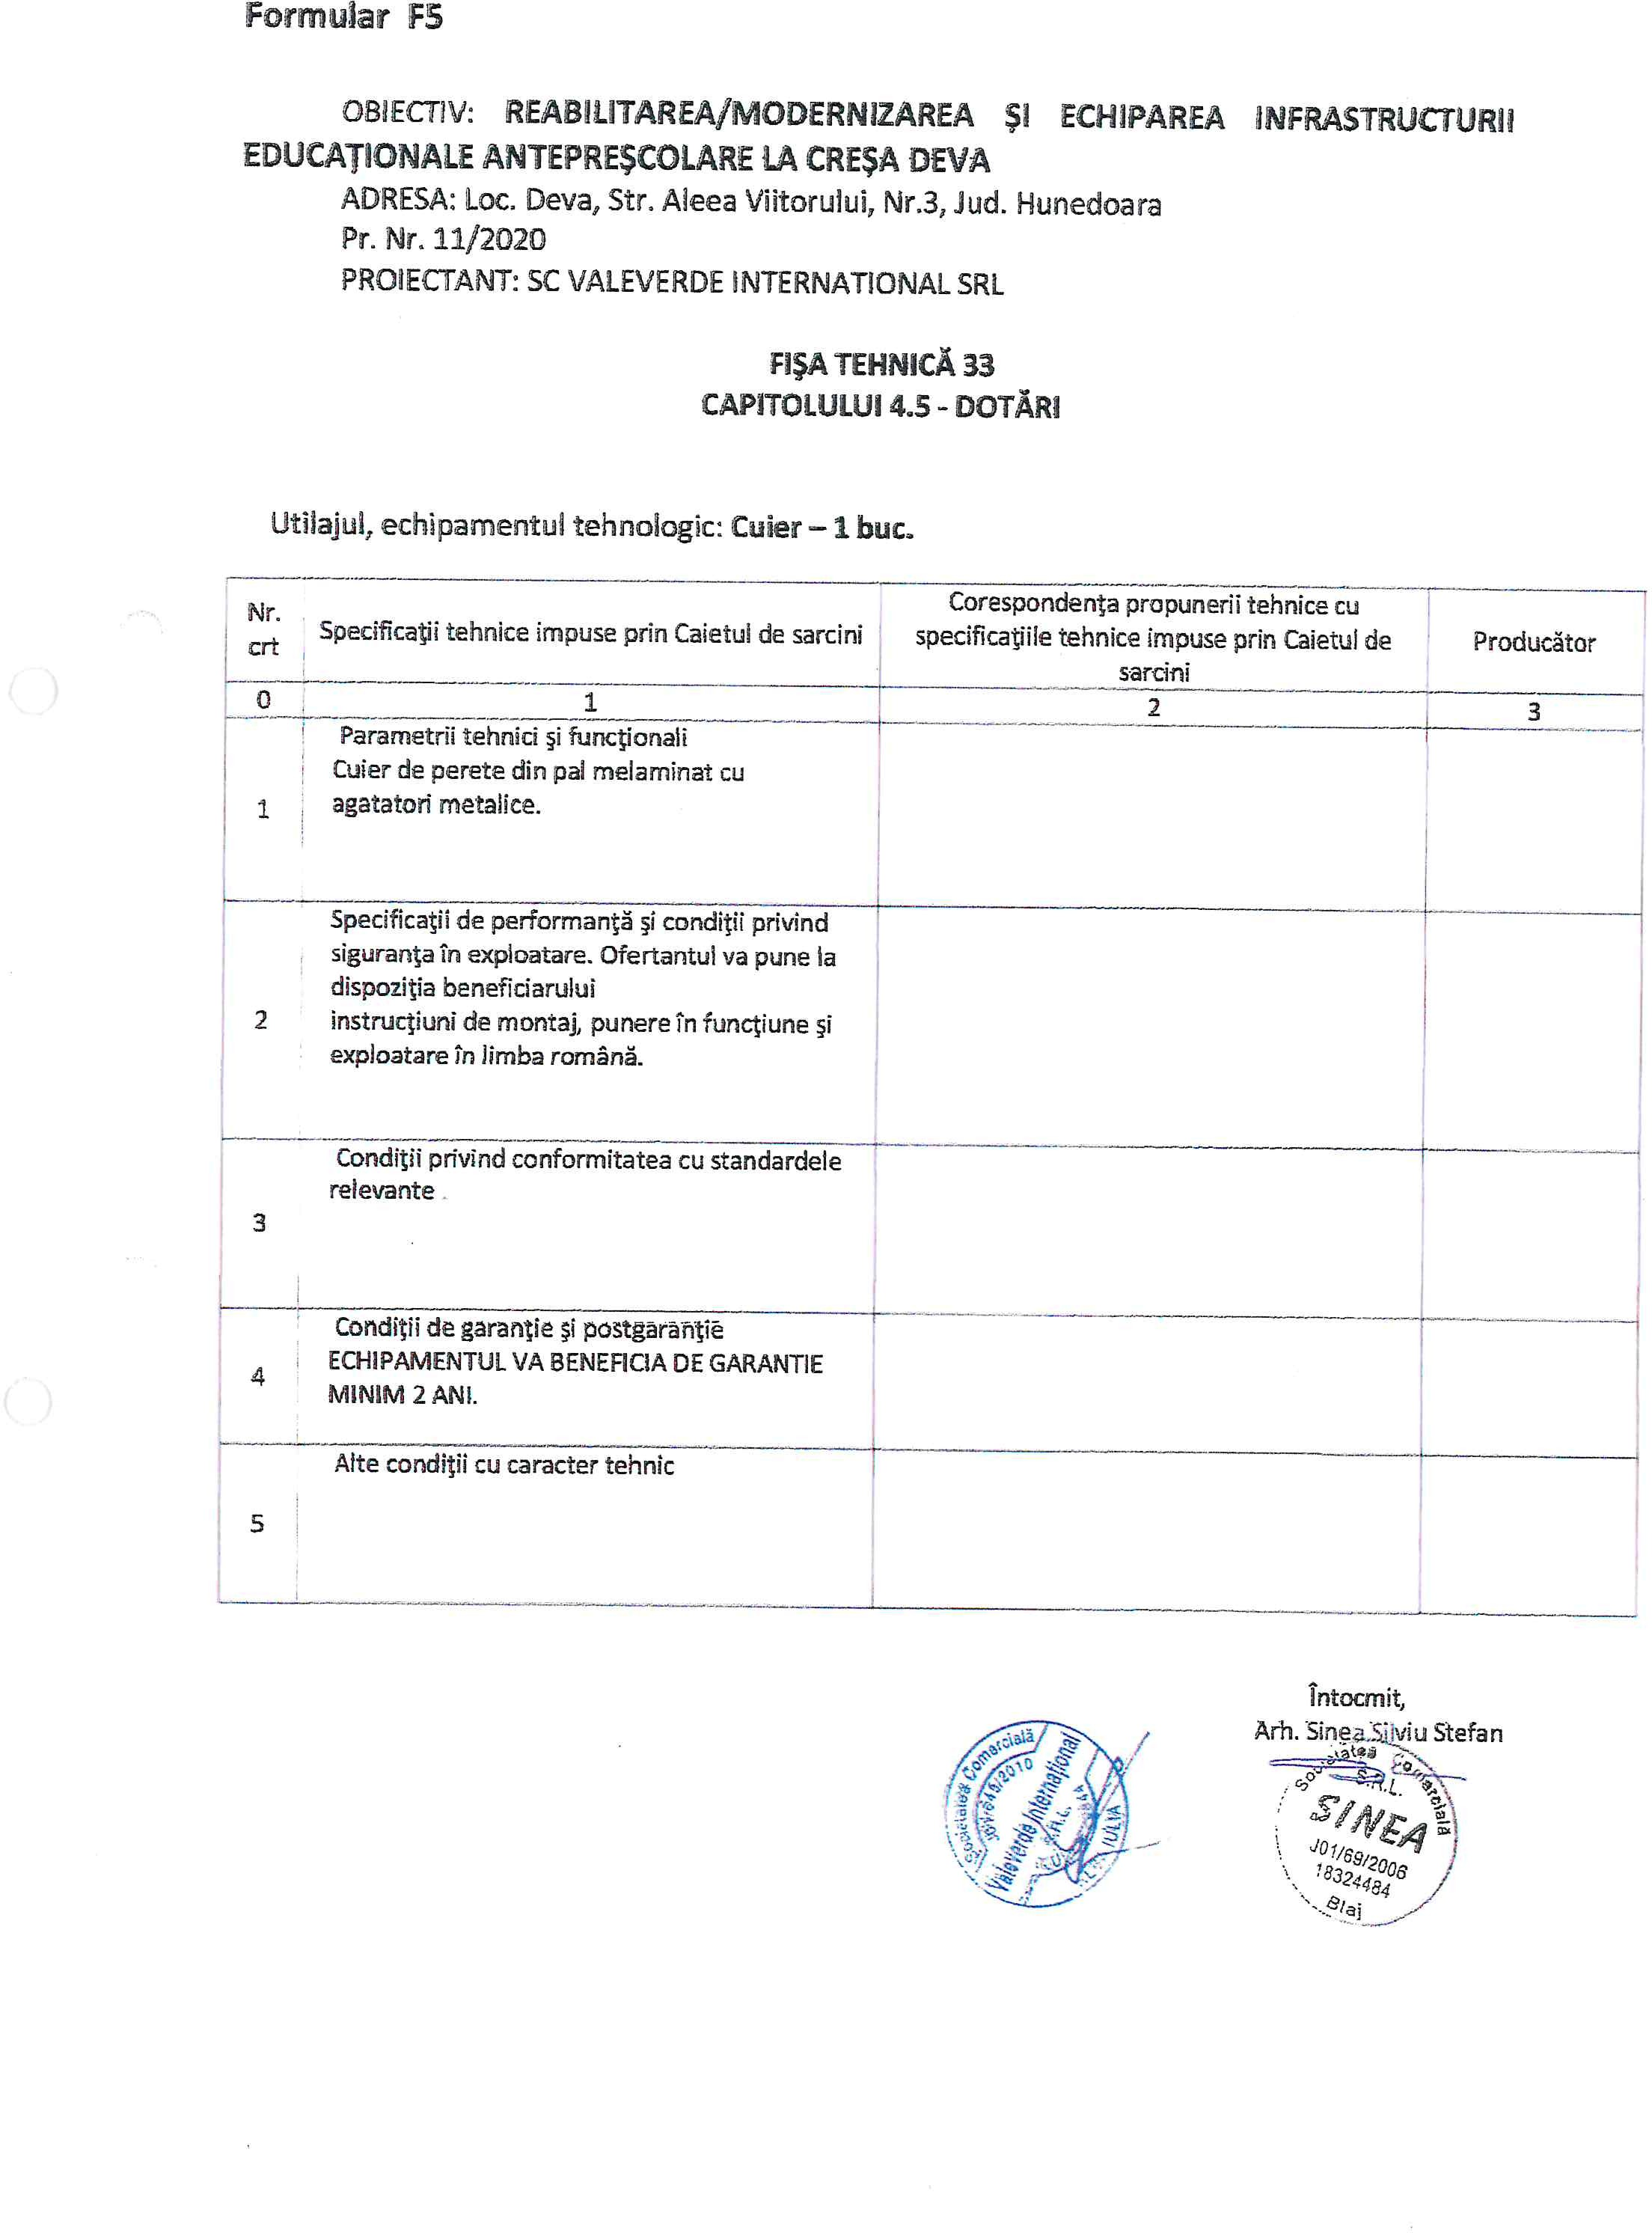 Formular F5
OBIECTIV: REABILITAREA/MODERNIZAREA ŞI ECHIPAREA INFRASTRUCTURII
EDUCAŢIONALE ANTEPREŞCOLARE LA CREŞA DEVA
ADRESA: Loc. Deva, Str. Aleea Viitorului, Nr.3, Jud. Hunedoara
Pr. Nr. 11/2020
PROIECTANT: SC VALEVERDE INTERNATIONAL SRL
FIŞA TEHNICĂ 33
CAPITOLULUI 4.5 - DOTĂRI
Utilajul, echipamentul tehnologic: Cuier – 1 buc.
Nr.
crt
Specificaţii tehnice impuse prin Caietul de sarcini
Corespondenţa propunerii tehnice cu
specificaţiile tehnice impuse prin Caietul de
sarcini
Producător
0 1 2 3
1
Parametrii tehnici şi funcţionali
Cuier de perete din pal melaminat cu
agatatori metalice.
2
Specificaţii de performanţă şi condiţii privind
siguranţa în exploatare. Ofertantul va pune la
dispoziţia beneficiarului
instrucţiuni de montaj, punere în funcţiune şi
exploatare în limba română.
3
Condiţii privind conformitatea cu standardele
relevante .
4
Condiţii de garanţie şi postgaranţie
ECHIPAMENTUL VA BENEFICIA DE GARANTIE
MINIM 2 ANI.
5
Alte condiţii cu caracter tehnic
Întocmit,
Arh. Sinea Silviu Stefan
Societatea Comercială
Valeverde Internaţional
S.R.L.
IULIA
Societatea Comercială
S.R.L.
SINEA
J01/69/2006
18324484
Blaj